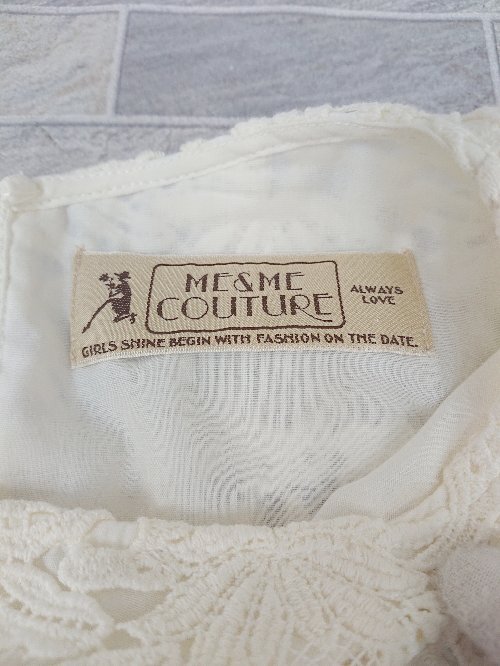 ME&ME
COUTURE
ALWAYS
LOVE
GIRLS SHINE BEGIN WITH FASHION ON THE DATE.